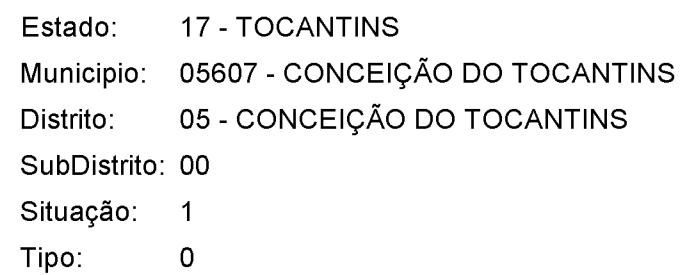 Estado: 17 - TOCANTINS
Municipio: 05607 - CONCEIÇÃO DO TOCANTINS
Distrito: 05 - CONCEIÇÃO DO TOCANTINS
SubDistrito: 00
Situação: 1
Tipo: 0